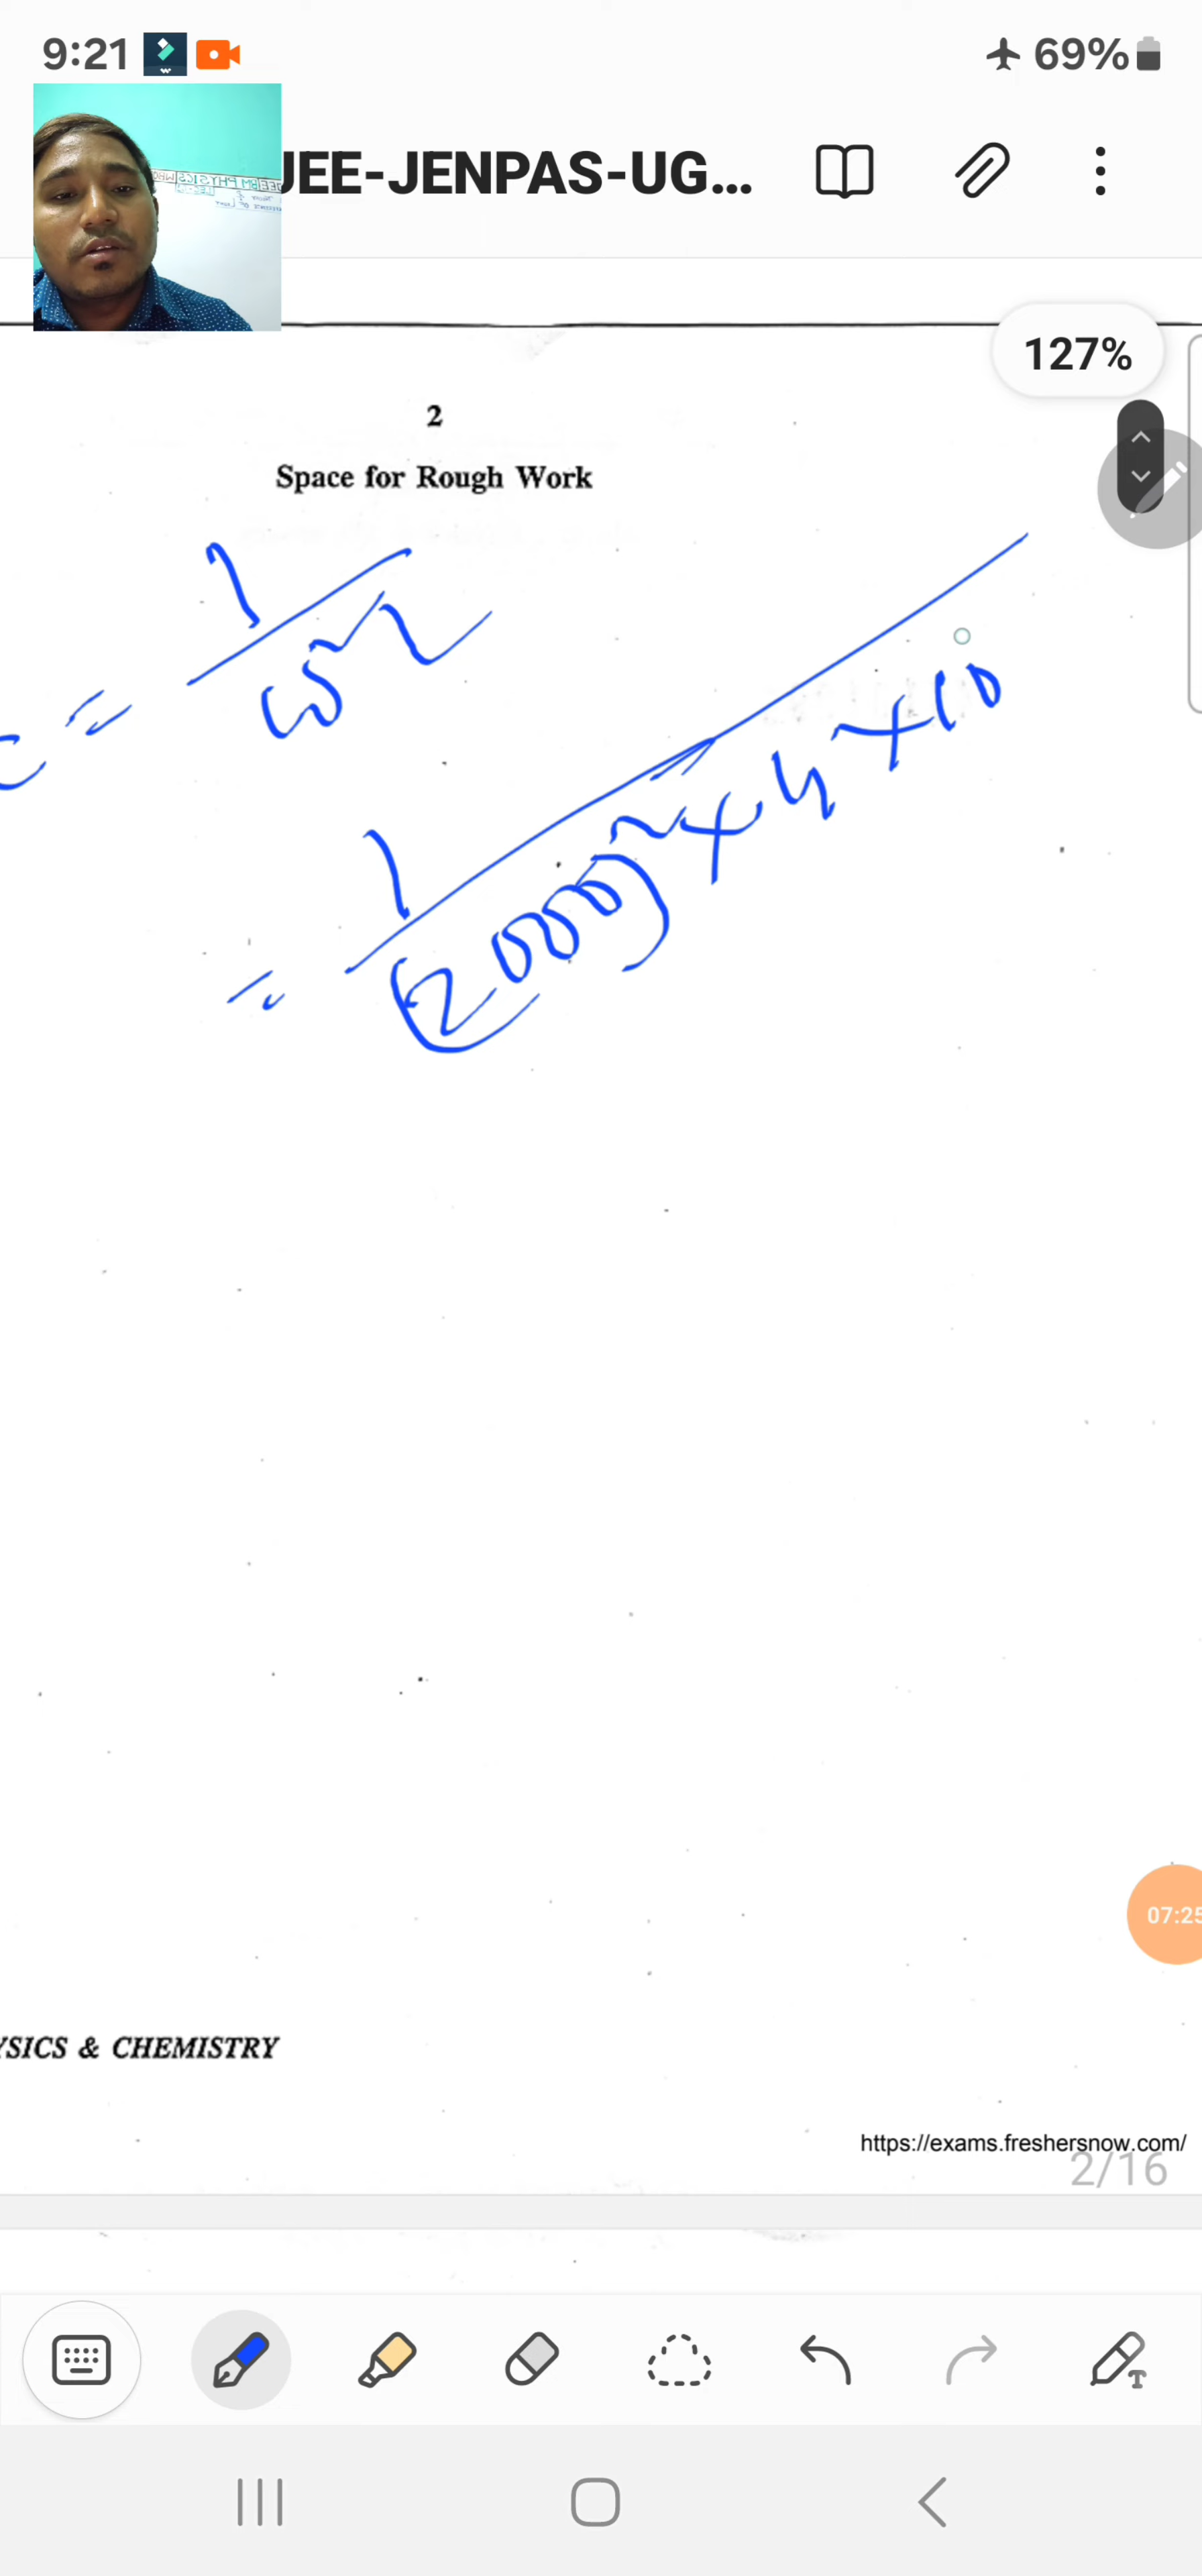 9:21
69%
JEE-JENPAS-UG...
127%
2
Space for Rough Work
C = 1/ω²L
= 1/(2000)² × 4 × 10
07:25
YSICS & CHEMISTRY
https://exams.freshersnow.com/
2/16
T